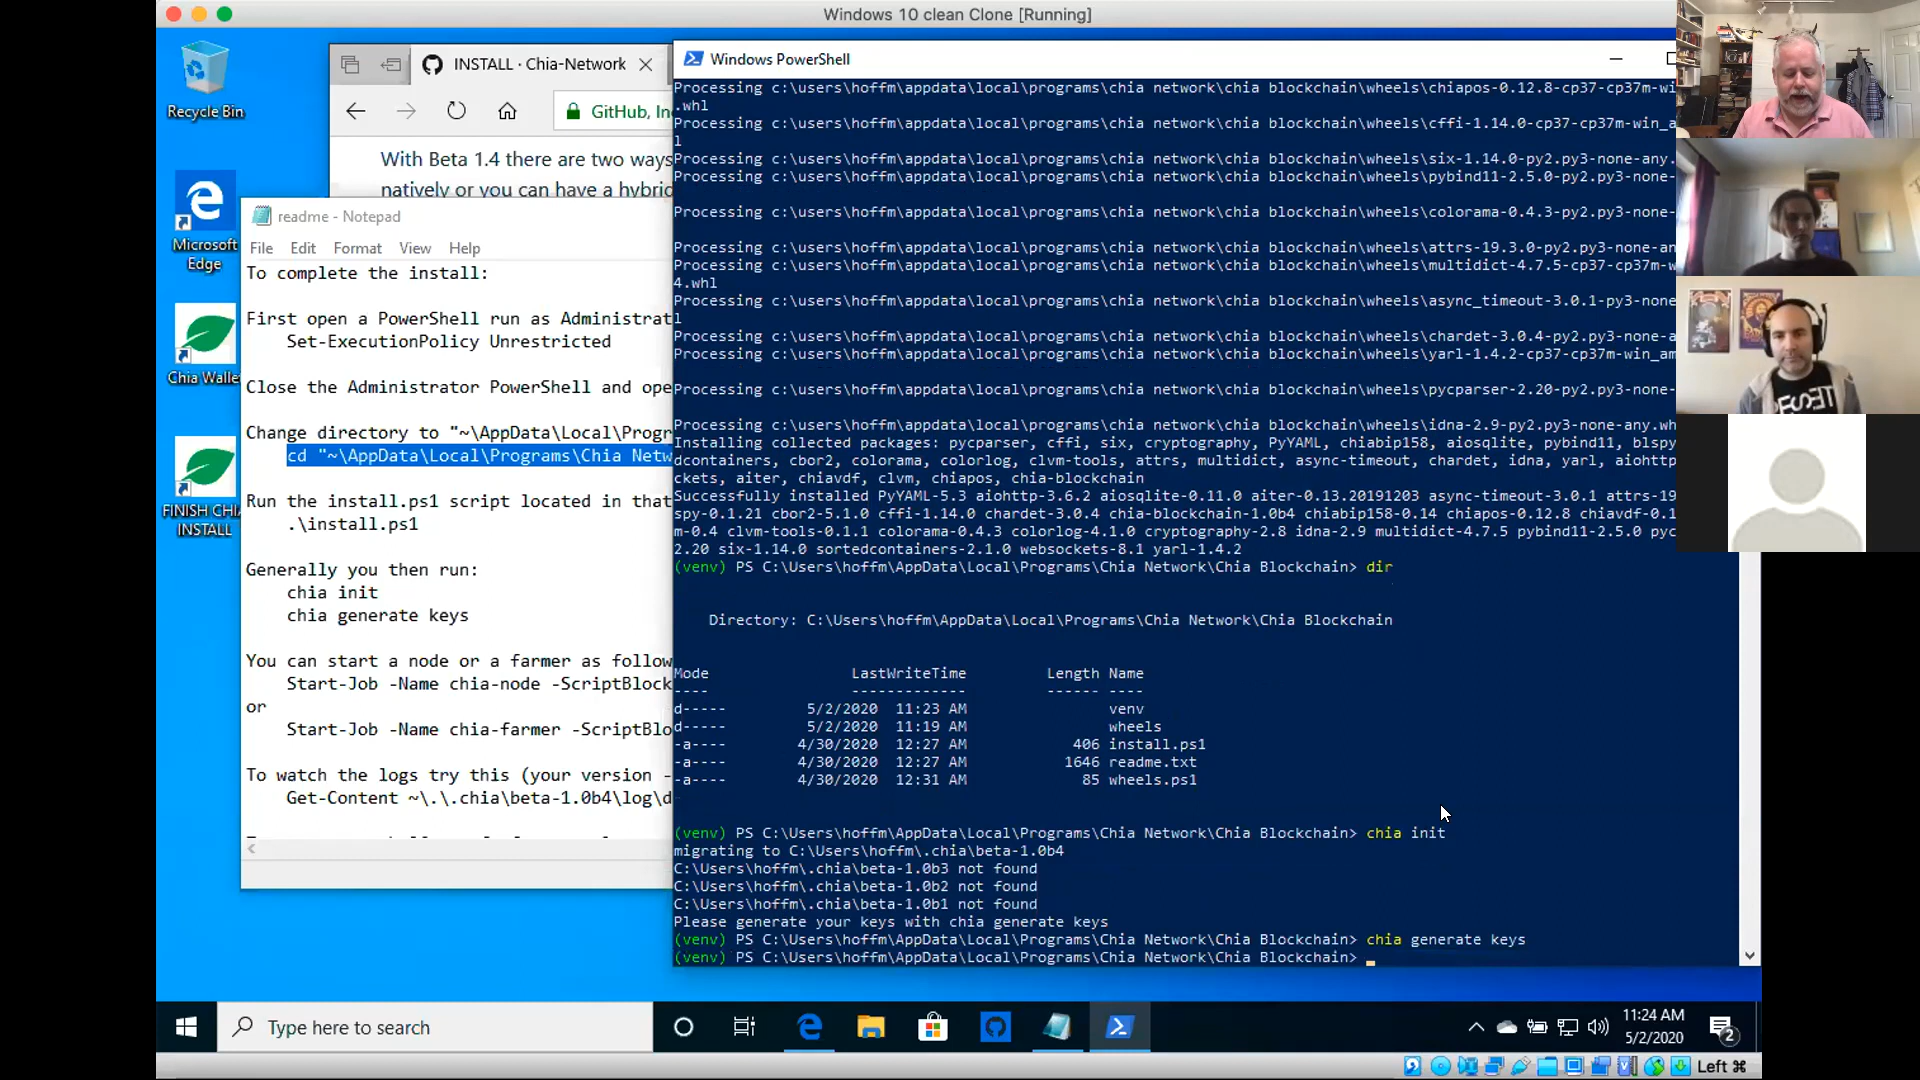 Windows 10 clean Clone [Running]
Recycle Bin
Microsoft
Edge
Chia Walle
FINISH CHI
INSTALL
INSTALL · Chia-Network
GitHub, In
With Beta 1.4 there are two ways
natively or you can have a hybrid
readme - Notepad
File Edit Format View Help
To complete the install:
First open a PowerShell run as Administrat
Set-ExecutionPolicy Unrestricted
Close the Administrator PowerShell and ope
Change directory to "~\AppData\Local\Progr
cd "~\AppData\Local\Programs\Chia Netw
Run the install.ps1 script located in that
.\install.ps1
Generally you then run:
chia init
chia generate keys
You can start a node or a farmer as follow
Start-Job -Name chia-node -ScriptBlock
or
Start-Job -Name chia-farmer -ScriptBlo
To watch the logs try this (your version -
Get-Content ~\.\.chia\beta-1.0b4\log\d
Windows PowerShell
Processing c:\users\hoffm\appdata\local\programs\chia network\chia blockchain\wheels\chiapos-0.12.8-cp37-cp37m-wi
.whl
Processing c:\users\hoffm\appdata\local\programs\chia network\chia blockchain\wheels\cffi-1.14.0-cp37-cp37m-win_a
l
Processing c:\users\hoffm\appdata\local\programs\chia network\chia blockchain\wheels\six-1.14.0-py2.py3-none-any.
Processing c:\users\hoffm\appdata\local\programs\chia network\chia blockchain\wheels\pybind11-2.5.0-py2.py3-none-
Processing c:\users\hoffm\appdata\local\programs\chia network\chia blockchain\wheels\colorama-0.4.3-py2.py3-none-
Processing c:\users\hoffm\appdata\local\programs\chia network\chia blockchain\wheels\attrs-19.3.0-py2.py3-none-an
Processing c:\users\hoffm\appdata\local\programs\chia network\chia blockchain\wheels\multidict-4.7.5-cp37-cp37m-w
4.whl
Processing c:\users\hoffm\appdata\local\programs\chia network\chia blockchain\wheels\async_timeout-3.0.1-py3-none
l
Processing c:\users\hoffm\appdata\local\programs\chia network\chia blockchain\wheels\chardet-3.0.4-py2.py3-none-a
Processing c:\users\hoffm\appdata\local\programs\chia network\chia blockchain\wheels\yarl-1.4.2-cp37-cp37m-win_am
Processing c:\users\hoffm\appdata\local\programs\chia network\chia blockchain\wheels\pycparser-2.20-py2.py3-none-
Processing c:\users\hoffm\appdata\local\programs\chia network\chia blockchain\wheels\idna-2.9-py2.py3-none-any.wh
Installing collected packages: pycparser, cffi, six, cryptography, PyYAML, chiabip158, aiosqlite, pybind11, blspy
dcontainers, cbor2, colorama, colorlog, clvm-tools, attrs, multidict, async-timeout, chardet, idna, yarl, aiohttp
ckets, aiter, chiavdf, clvm, chiapos, chia-blockchain
Successfully installed PyYAML-5.3 aiohttp-3.6.2 aiosqlite-0.11.0 aiter-0.13.20191203 async-timeout-3.0.1 attrs-19
spy-0.1.21 cbor2-5.1.0 cffi-1.14.0 chardet-3.0.4 chia-blockchain-1.0b4 chiabip158-0.14 chiapos-0.12.8 chiavdf-0.1
m-0.4 clvm-tools-0.1.1 colorama-0.4.3 colorlog-4.1.0 cryptography-2.8 idna-2.9 multidict-4.7.5 pybind11-2.5.0 pyc
2.20 six-1.14.0 sortedcontainers-2.1.0 websockets-8.1 yarl-1.4.2
(venv) PS C:\Users\hoffm\AppData\Local\Programs\Chia Network\Chia Blockchain> dir
Directory: C:\Users\hoffm\AppData\Local\Programs\Chia Network\Chia Blockchain
Mode LastWriteTime Length Name
---- ------------- ------ ----
d----- 5/2/2020 11:23 AM venv
d----- 5/2/2020 11:19 AM wheels
-a---- 4/30/2020 12:27 AM 406 install.ps1
-a---- 4/30/2020 12:27 AM 1646 readme.txt
-a---- 4/30/2020 12:31 AM 85 wheels.ps1
(venv) PS C:\Users\hoffm\AppData\Local\Programs\Chia Network\Chia Blockchain> chia init
migrating to C:\Users\hoffm\.chia\beta-1.0b4
C:\Users\hoffm\.chia\beta-1.0b3 not found
C:\Users\hoffm\.chia\beta-1.0b2 not found
C:\Users\hoffm\.chia\beta-1.0b1 not found
Please generate your keys with chia generate keys
(venv) PS C:\Users\hoffm\AppData\Local\Programs\Chia Network\Chia Blockchain> chia generate keys
(venv) PS C:\Users\hoffm\AppData\Local\Programs\Chia Network\Chia Blockchain>
Type here to search
11:24 AM
5/2/2020
2
Left ⌘